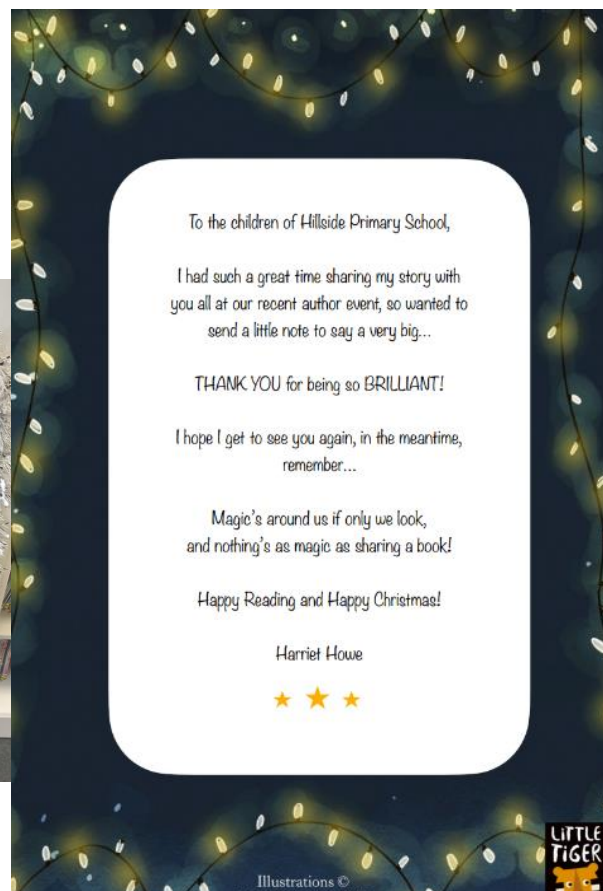 To the children of Hillside Primary School,
I had such a great time sharing my story with
you all at our recent author event, so wanted to
send a little note to say a very big...
THANK YOU for being so BRILLIANT!
I hope I get to see you again, in the meantime,
remember...
Magic's around us if only we look,
and nothing's as magic as sharing a book!
Happy Reading and Happy Christmas!
Harriet Howe
LiTTLE
TiGER
Illustrations ©